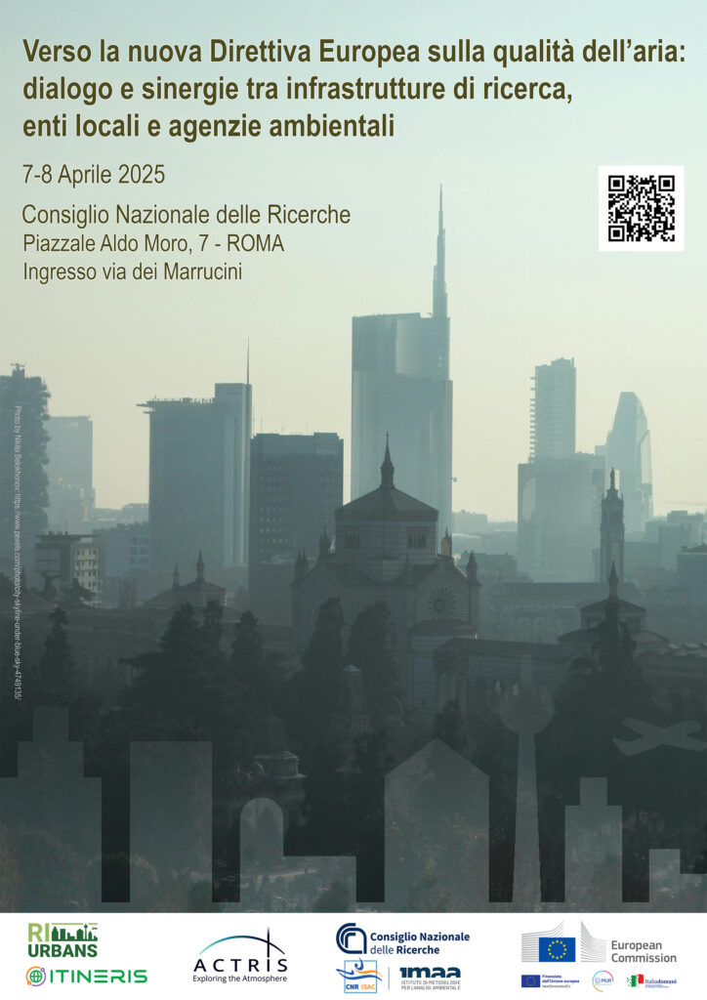 Verso la nuova Direttiva Europea sulla qualità dell'aria:
dialogo e sinergie tra infrastrutture di ricerca,
enti locali e agenzie ambientali
7-8 Aprile 2025
Consiglio Nazionale delle Ricerche
Piazzale Aldo Moro, 7 - ROMA
Ingresso via dei Marrucini
Photo by Nikita Belokhonov: https://www.pexels.com/photo/city-skyline-under-blue-sky-4749135/
RI
URBANS
ITINERIS
ACTRIS
Exploring the Atmosphere
Consiglio Nazionale
delle Ricerche
CNR ISAC
imaa
ISTITUTO DI METODOLOGIE
PER L'ANALISI AMBIENTALE
European
Commission
Finanziato
dall'Unione europea
NextGenerationEU
MUR
Italiadomani